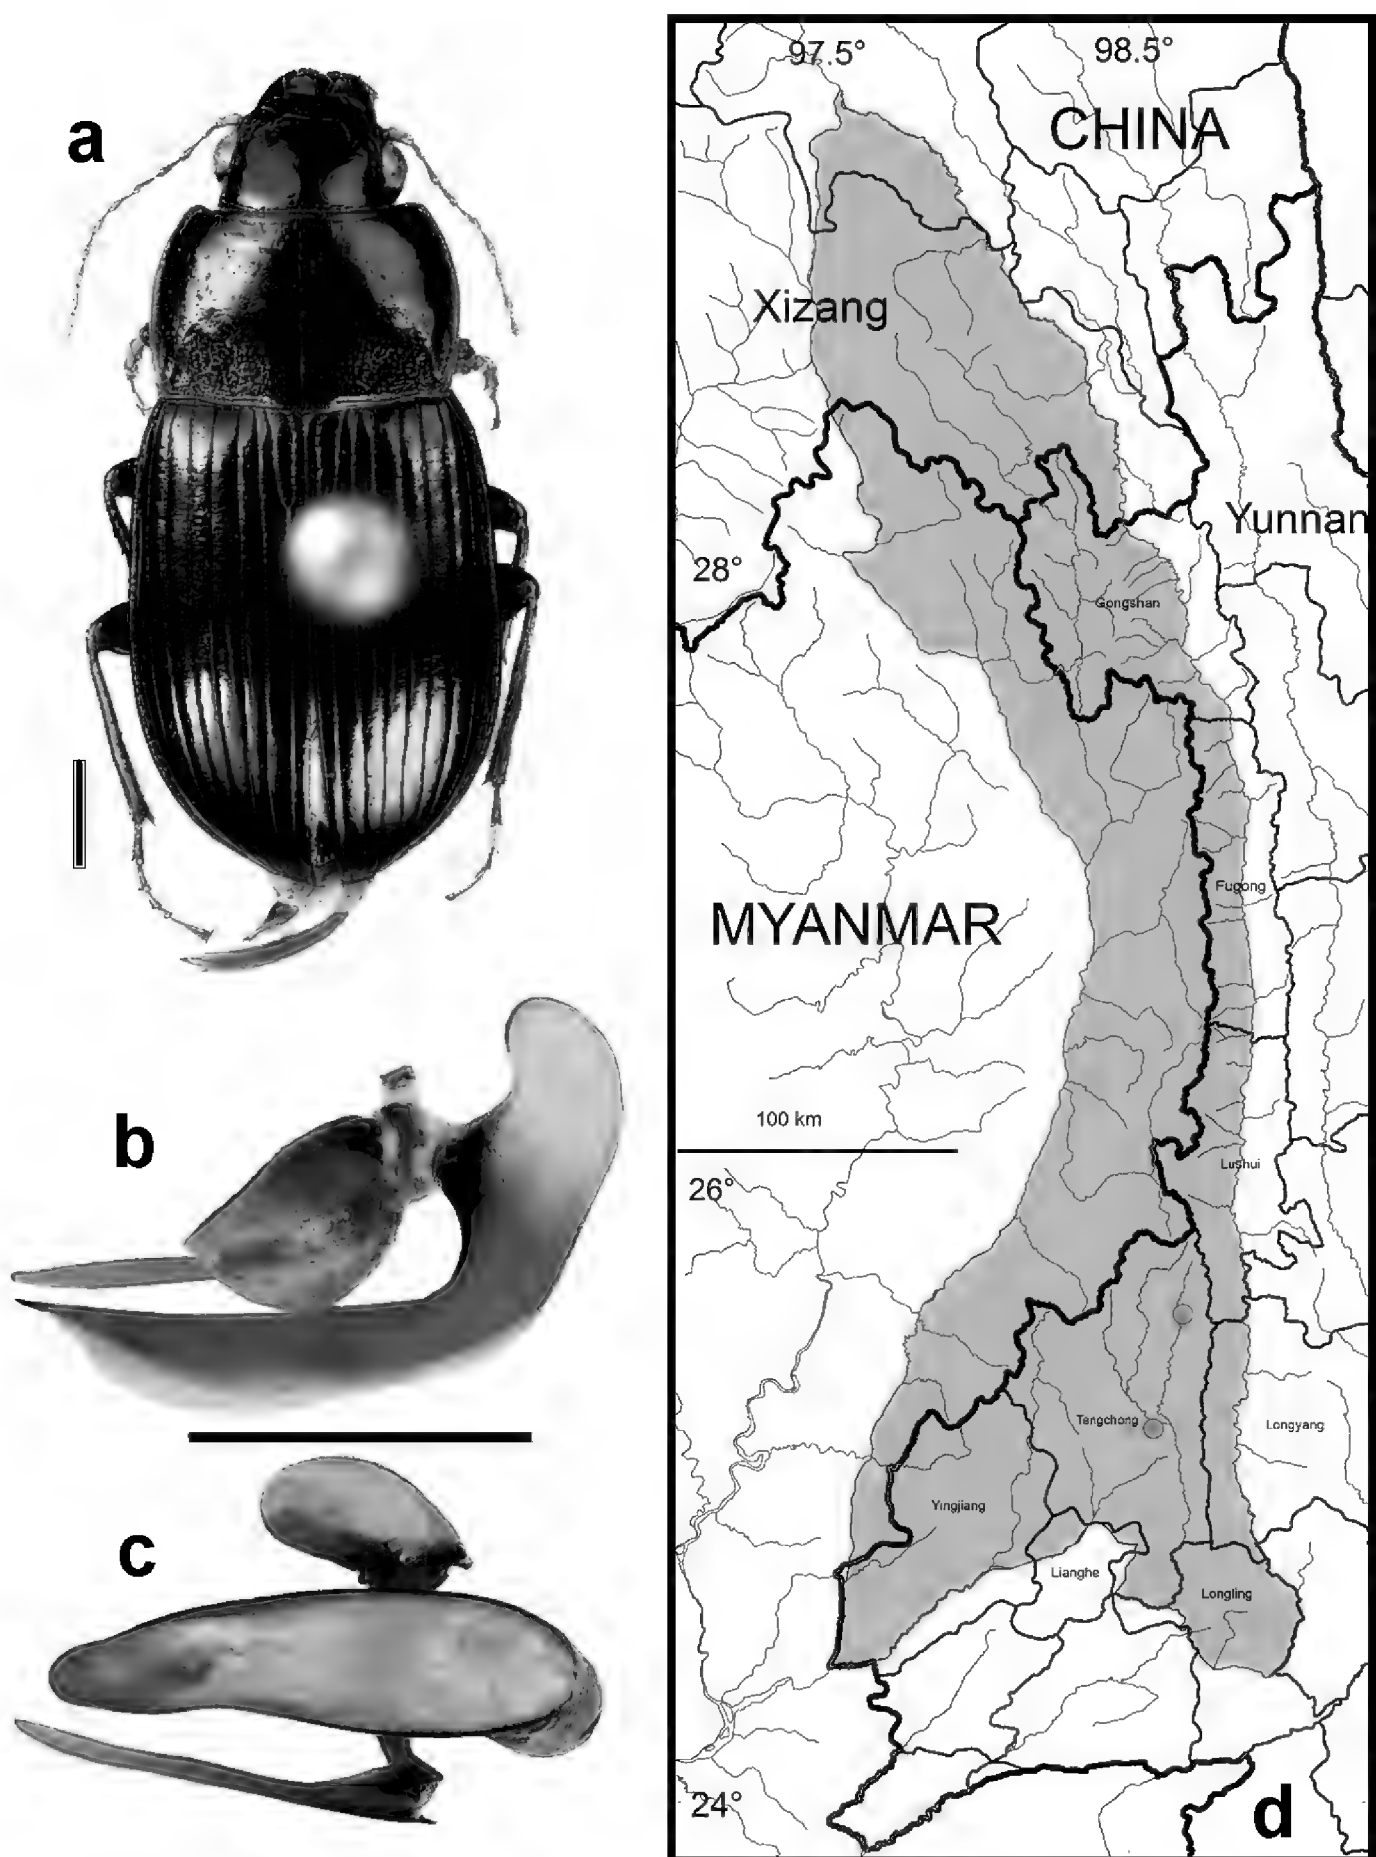 a
b
c
97.5°
98.5°
CHINA
Xizang
Yunnan
28°
Gongshan
Fugong
MYANMAR
100 km
Lushui
26°
Tengchong
Longyang
Yingjiang
Lianghe
Longling
24°
d